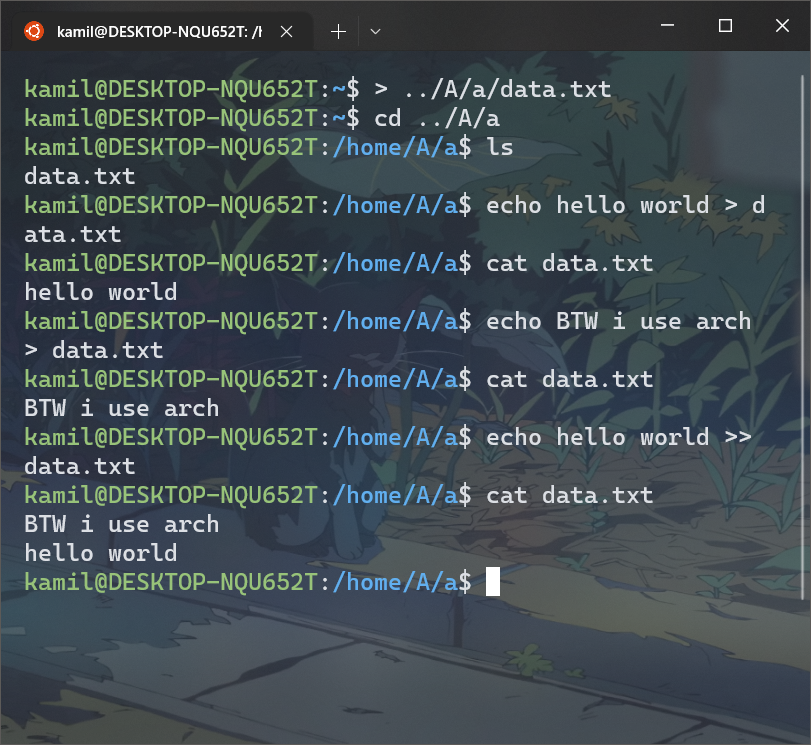 kamil@DESKTOP-NQU652T: /h
kamil@DESKTOP-NQU652T:~$ > ../A/a/data.txt
kamil@DESKTOP-NQU652T:~$ cd ../A/a
kamil@DESKTOP-NQU652T:/home/A/a$ ls
data.txt
kamil@DESKTOP-NQU652T:/home/A/a$ echo hello world > d
ata.txt
kamil@DESKTOP-NQU652T:/home/A/a$ cat data.txt
hello world
kamil@DESKTOP-NQU652T:/home/A/a$ echo BTW i use arch
> data.txt
kamil@DESKTOP-NQU652T:/home/A/a$ cat data.txt
BTW i use arch
kamil@DESKTOP-NQU652T:/home/A/a$ echo hello world >>
data.txt
kamil@DESKTOP-NQU652T:/home/A/a$ cat data.txt
BTW i use arch
hello world
kamil@DESKTOP-NQU652T:/home/A/a$